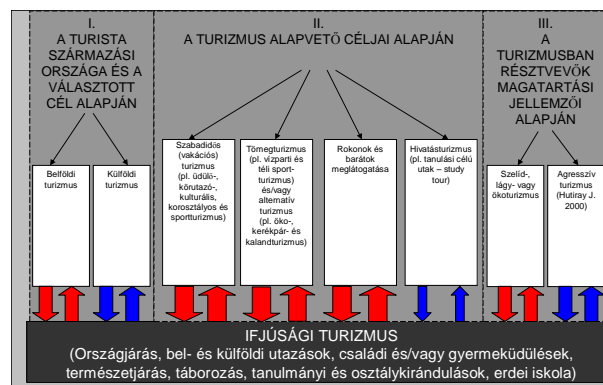 I.
A TURISTA
SZÁRMAZÁSI
ORSZÁGA ÉS A
VÁLASZTOTT
CÉL ALAPJÁN
II.
A TURIZMUS ALAPVETŐ CÉLJAI ALAPJÁN
III.
A
TURIZMUSBAN
RÉSZTVEVŐK
MAGATARTÁSI
JELLEMZŐI
ALAPJÁN
Belföldi
turizmus
Külföldi
turizmus
Szabadidős
(vakációs)
turizmus
(pl. üdülő-,
körutazó-,
kulturális,
korosztályos és
sportturizmus)
Tömegturizmus
(pl. vízparti és
téli sport-
turizmus)
és/vagy
alternatív
turizmus
(pl. öko-,
kerékpár- és
kalandturizmus)
Rokonok és
barátok
meglátogatása
Hivatásturizmus
(pl. tanulási célú
utak – study
tour)
Szelíd-,
lágy- vagy
ökoturizmus
Agresszív
turizmus
(Hutiray J.
2000)
IFJÚSÁGI TURIZMUS
(Országjárás, bel- és külföldi utazások, családi és/vagy gyermeküdülések,
természetjárás, táborozás, tanulmányi és osztálykirándulások, erdei iskola)